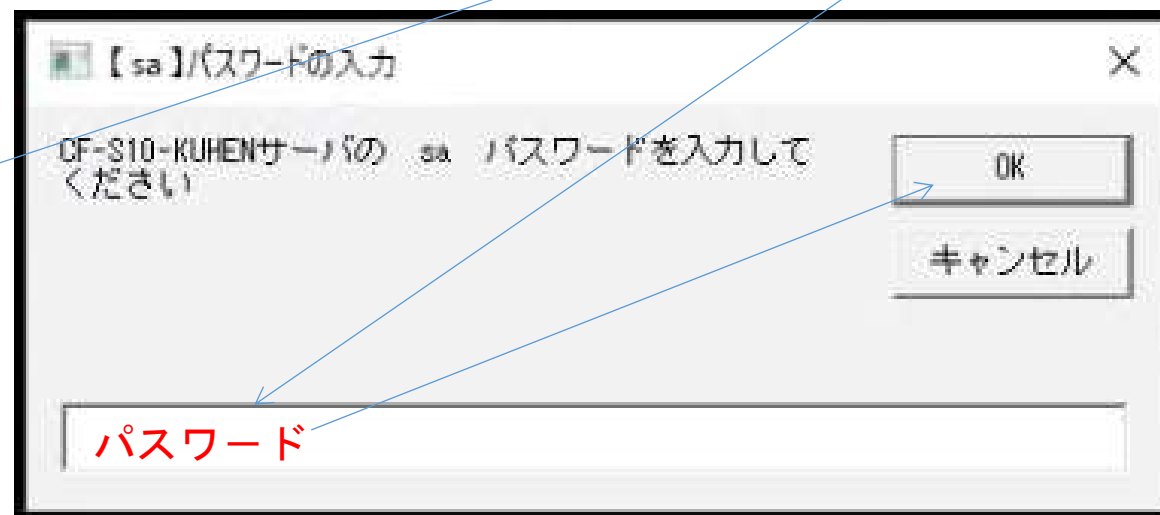 【sa】パスワードの入力
CF-S10-KUHENサーバの sa パスワードを入力して
ください
OK
キャンセル
パスワード